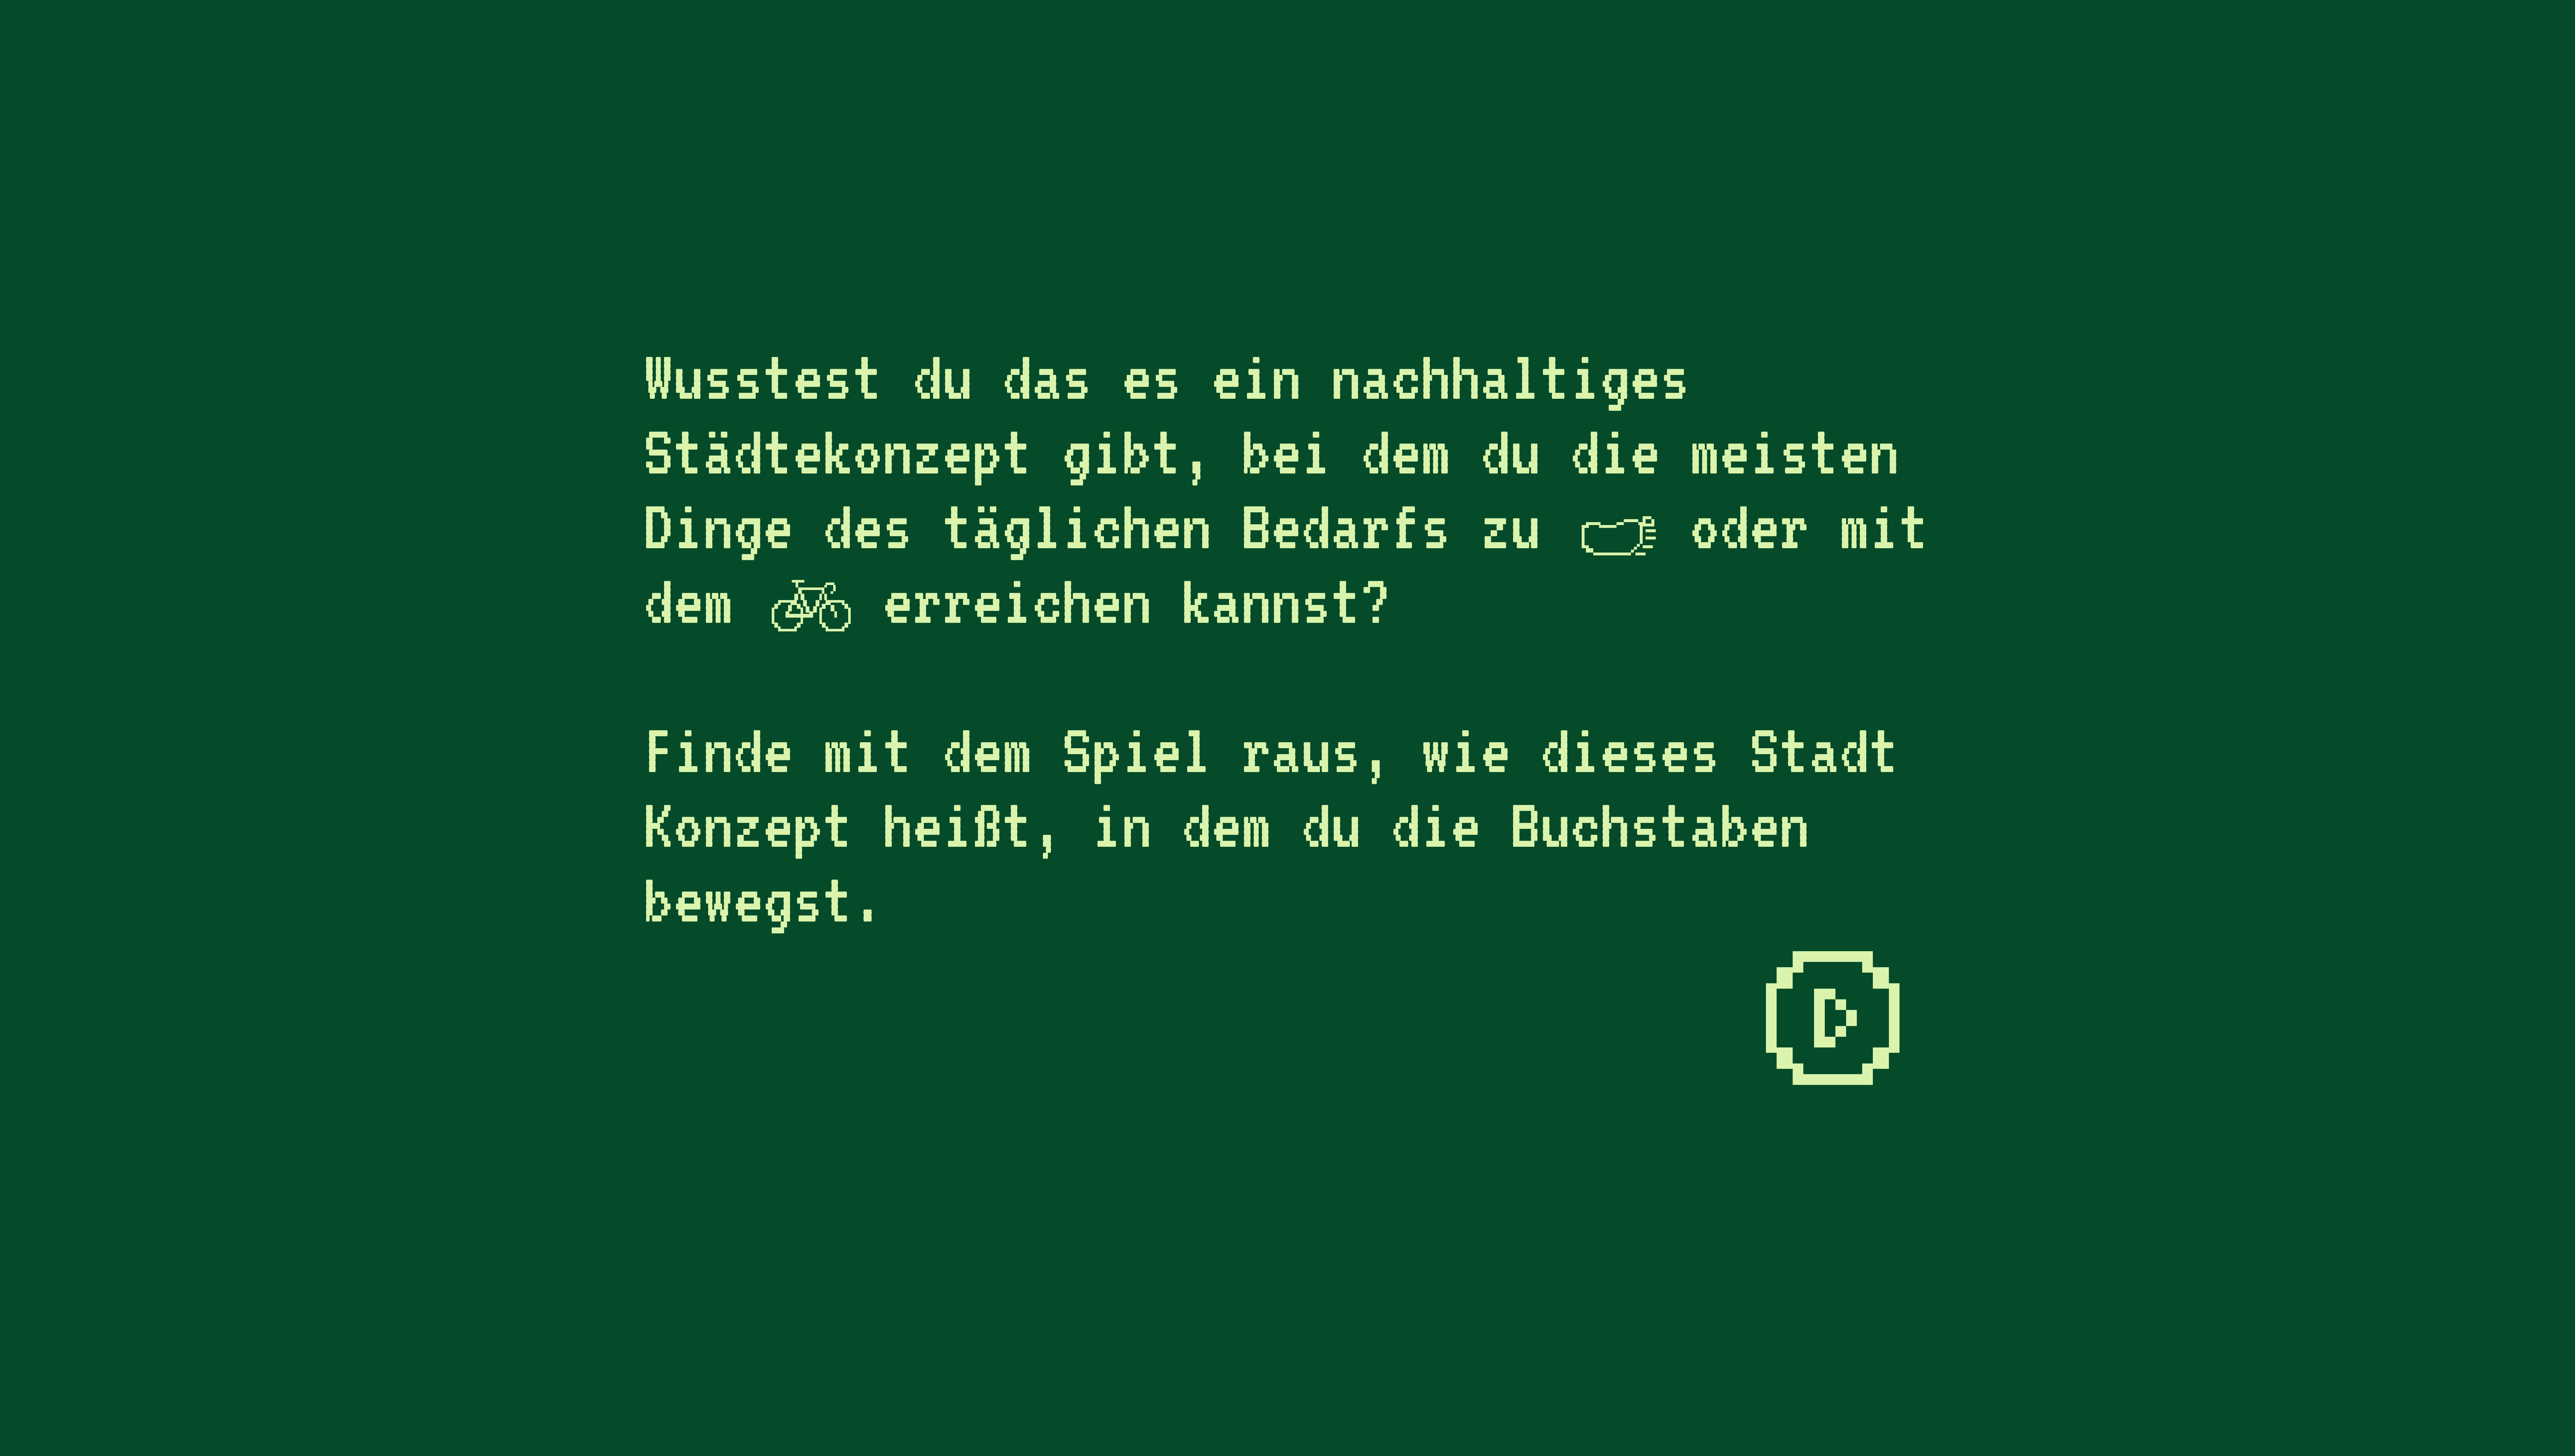 Wusstest du das es ein nachhaltiges
Städtekonzept gibt, bei dem du die meisten
Dinge des täglichen Bedarfs zu oder mit
dem erreichen kannst?
Finde mit dem Spiel raus, wie dieses Stadt
Konzept heißt, in dem du die Buchstaben
bewegst.